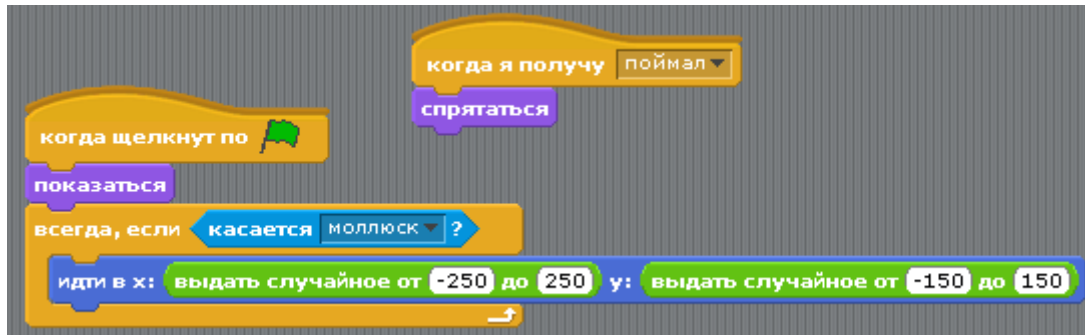 когда я получу поймал
спрятаться
когда щелкнут по
показаться
всегда, если касается моллюск ?
идти в x: выдать случайное от -250 до 250 y: выдать случайное от -150 до 150